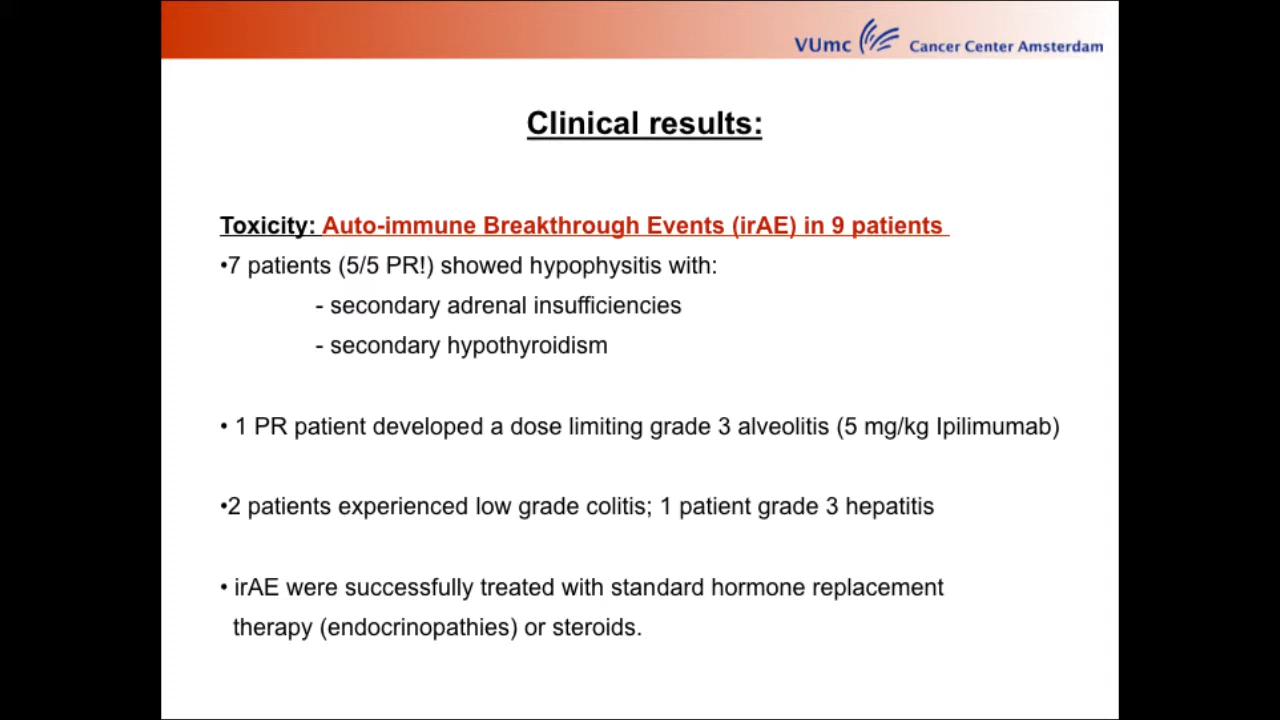 VUmc Cancer Center Amsterdam
Clinical results:
Toxicity: Auto-immune Breakthrough Events (irAE) in 9 patients
•7 patients (5/5 PR!) showed hypophysitis with:
- secondary adrenal insufficiencies
- secondary hypothyroidism
• 1 PR patient developed a dose limiting grade 3 alveolitis (5 mg/kg Ipilimumab)
•2 patients experienced low grade colitis; 1 patient grade 3 hepatitis
• irAE were successfully treated with standard hormone replacement
therapy (endocrinopathies) or steroids.